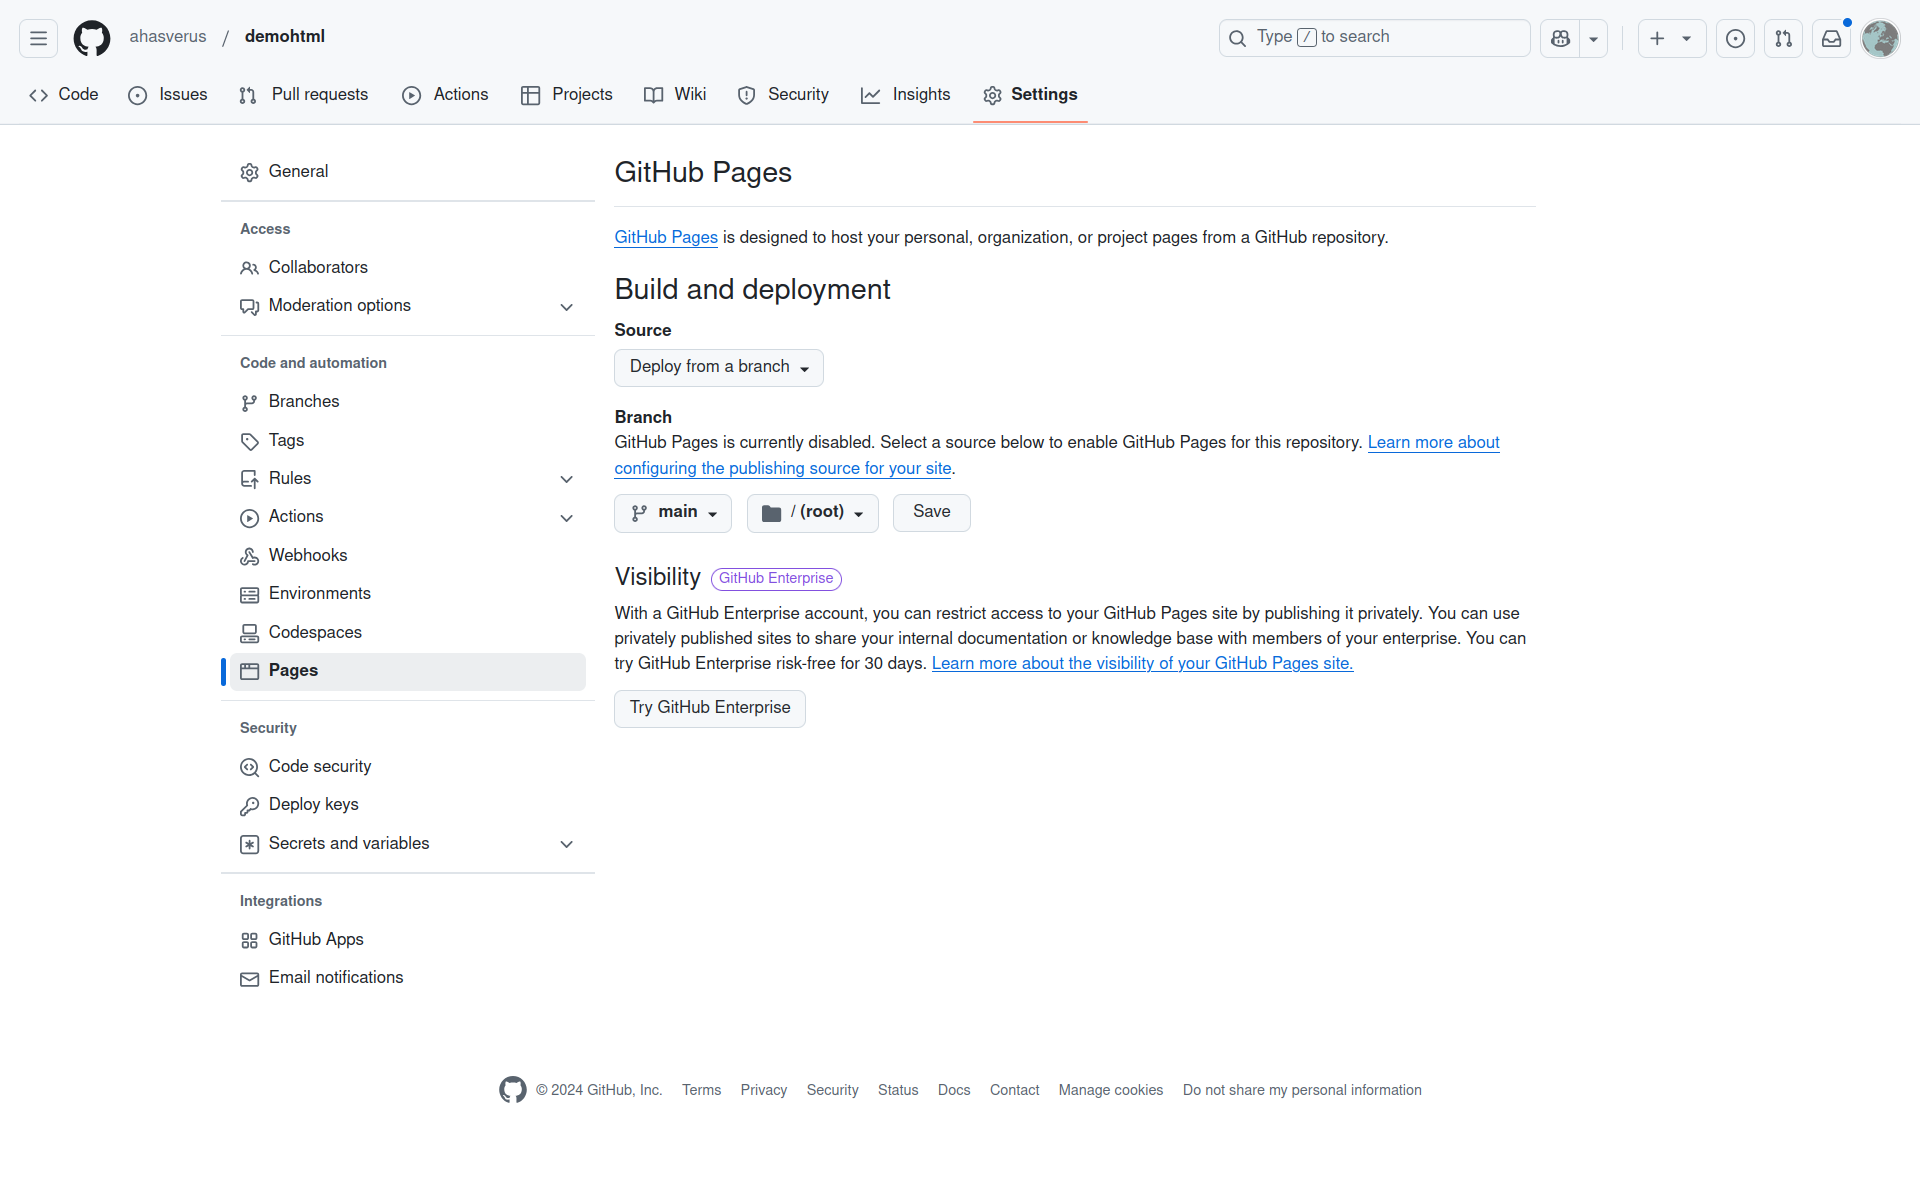 ahasverus / demohtml
Type / to search
Code Issues Pull requests Actions Projects Wiki Security Insights Settings
General
Access
Collaborators
Moderation options
Code and automation
Branches
Tags
Rules
Actions
Webhooks
Environments
Codespaces
Pages
Security
Code security
Deploy keys
Secrets and variables
Integrations
GitHub Apps
Email notifications
GitHub Pages
GitHub Pages is designed to host your personal, organization, or project pages from a GitHub repository.
Build and deployment
Source
Deploy from a branch
Branch
GitHub Pages is currently disabled. Select a source below to enable GitHub Pages for this repository. Learn more about
configuring the publishing source for your site.
main / (root) Save
Visibility GitHub Enterprise
With a GitHub Enterprise account, you can restrict access to your GitHub Pages site by publishing it privately. You can use
privately published sites to share your internal documentation or knowledge base with members of your enterprise. You can
try GitHub Enterprise risk-free for 30 days. Learn more about the visibility of your GitHub Pages site.
Try GitHub Enterprise
© 2024 GitHub, Inc. Terms Privacy Security Status Docs Contact Manage cookies Do not share my personal information